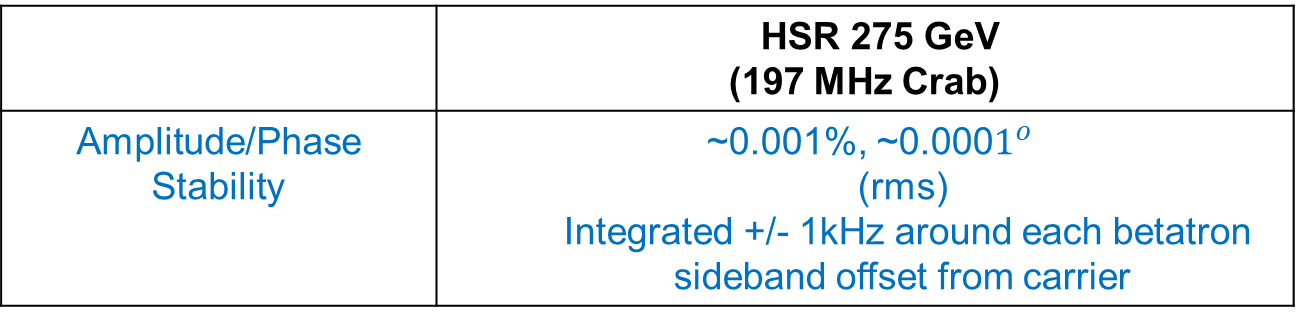 HSR 275 GeV
(197 MHz Crab)
Amplitude/Phase
Stability
~0.001%, ~0.0001°
(rms)
Integrated +/- 1kHz around each betatron
sideband offset from carrier